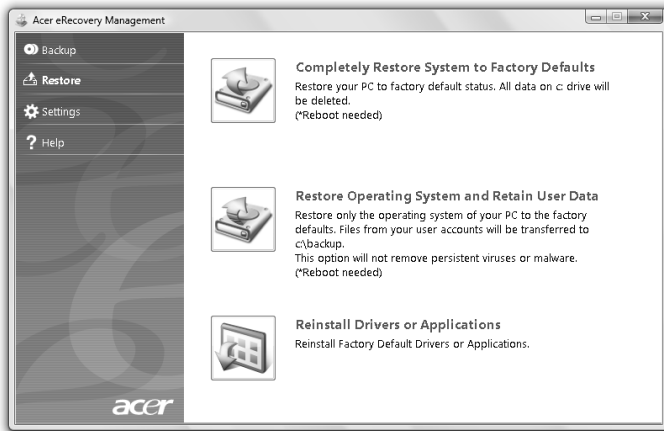 Acer eRecovery Management
Backup
Restore
Settings
Help
Completely Restore System to Factory Defaults
Restore your PC to factory default status. All data on c: drive will
be deleted.
(*Reboot needed)
Restore Operating System and Retain User Data
Restore only the operating system of your PC to the factory
defaults. Files from your user accounts will be transferred to
c:\backup.
This option will not remove persistent viruses or malware.
(*Reboot needed)
Reinstall Drivers or Applications
Reinstall Factory Default Drivers or Applications.
acer